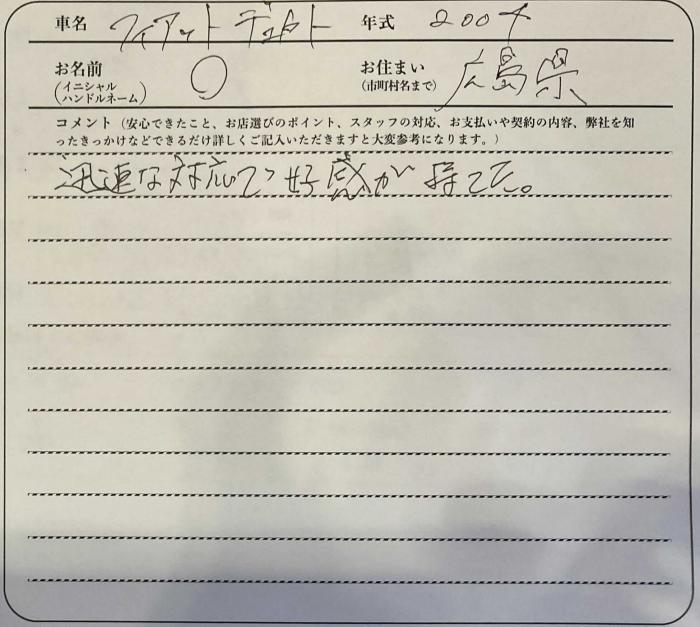 車名 フィアット デュカト 年式 2004
お名前 (イニシャル ハンドルネーム) O お住まい (市町村名まで) 広島県
コメント（安心できたこと、お店選びのポイント、スタッフの対応、お支払いや契約の内容、弊社を知
ったきっかけなどできるだけ詳しくご記入いただきますと大変参考になります。）
迅速な対応で好感が持てた。